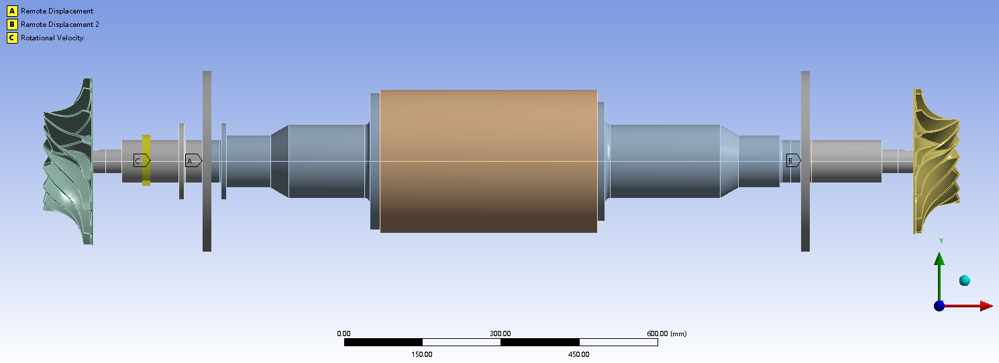 A Remote Displacement
B Remote Displacement 2
C Rotational Velocity:
C
A
B
Y
0.00 300.00 600.00 (mm)
150.00 450.00